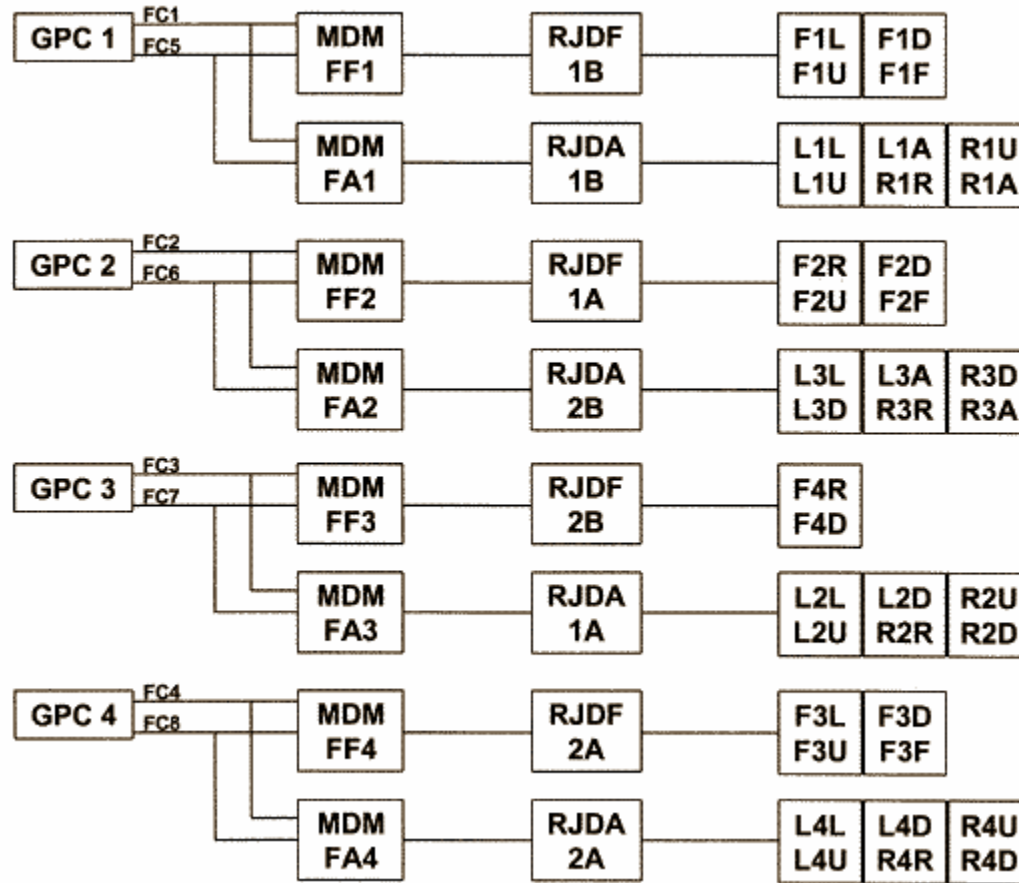 FC1
GPC 1
FC5
MDM
FF1
RJDF
1B
F1L F1D
F1U F1F
MDM
FA1
RJDA
1B
L1L L1A R1U
L1U R1R R1A
FC2
GPC 2
FC6
MDM
FF2
RJDF
1A
F2R F2D
F2U F2F
MDM
FA2
RJDA
2B
L3L L3A R3D
L3D R3R R3A
FC3
GPC 3
FC7
MDM
FF3
RJDF
2B
F4R
F4D
MDM
FA3
RJDA
1A
L2L L2D R2U
L2U R2R R2D
FC4
GPC 4
FC8
MDM
FF4
RJDF
2A
F3L F3D
F3U F3F
MDM
FA4
RJDA
2A
L4L L4D R4U
L4U R4R R4D